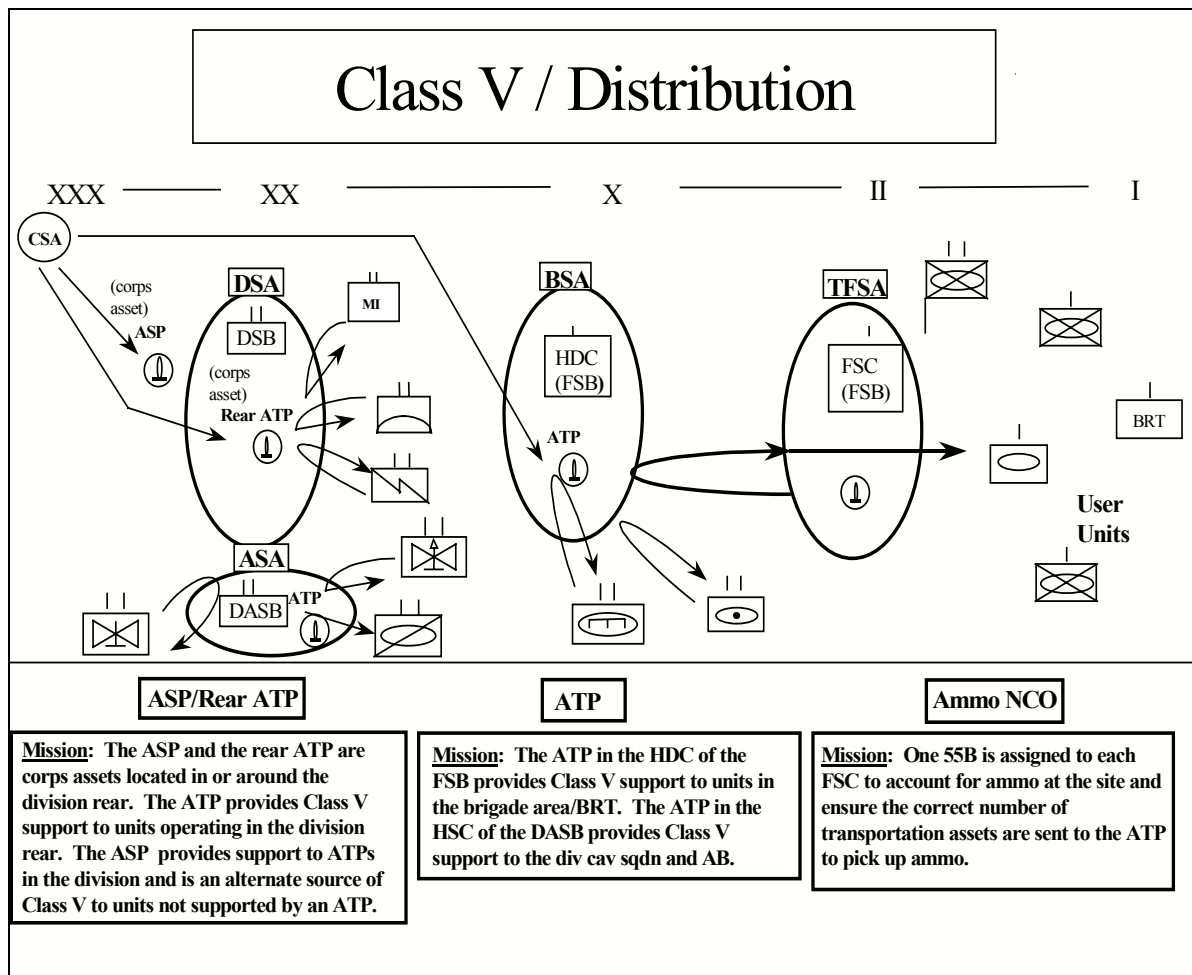 Class V / Distribution
XXX XX X II I
CSA
(corps
asset)
ASP
DSA
DSB
(corps
asset)
Rear ATP
MI
ASA
DASB
ATP
BSA
HDC
(FSB)
ATP
TFSA
FSC
(FSB)
BRT
User
Units
ASP/Rear ATP
Mission: The ASP and the rear ATP are
corps assets located in or around the
division rear. The ATP provides Class V
support to units operating in the division
rear. The ASP provides support to ATPs
in the division and is an alternate source of
Class V to units not supported by an ATP.
ATP
Mission: The ATP in the HDC of the
FSB provides Class V support to units in
the brigade area/BRT. The ATP in the
HSC of the DASB provides Class V
support to the div cav sqdn and AB.
Ammo NCO
Mission: One 55B is assigned to each
FSC to account for ammo at the site and
ensure the correct number of
transportation assets are sent to the ATP
to pick up ammo.